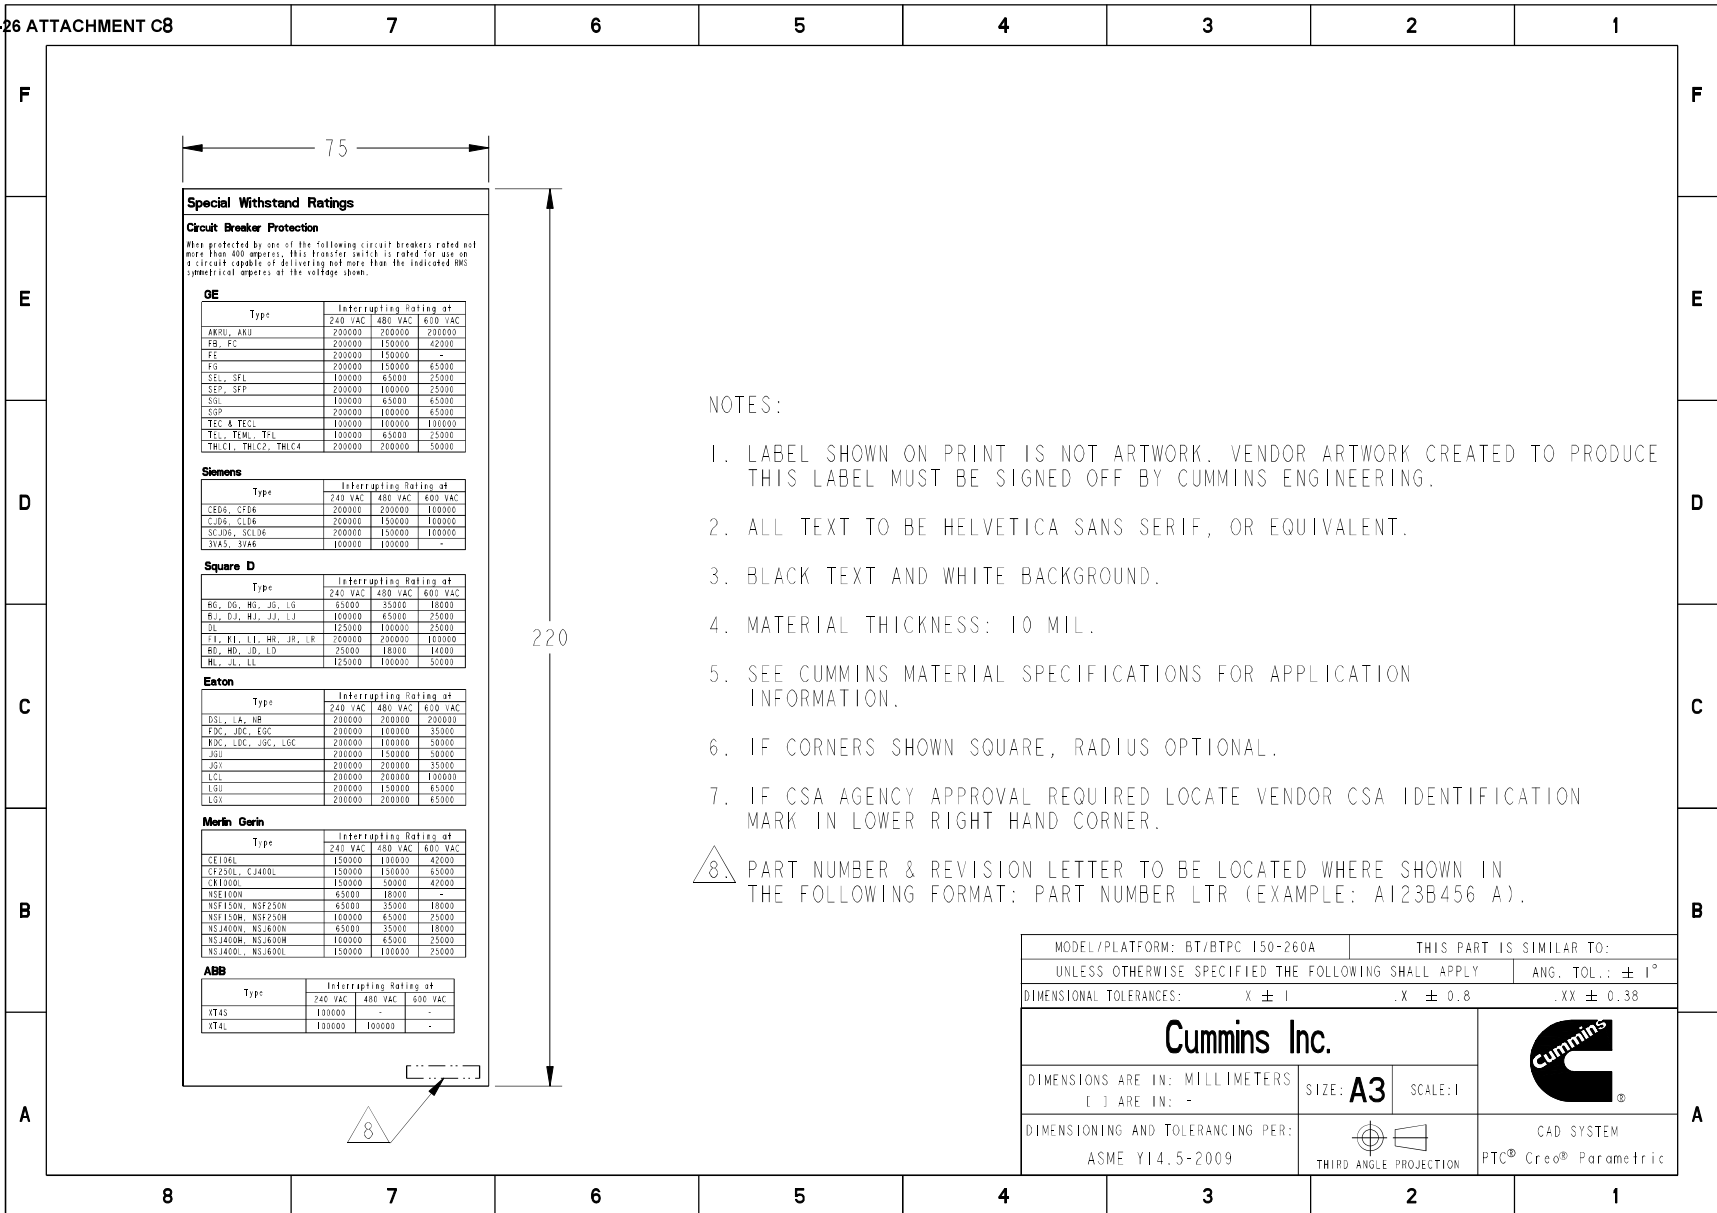 -26 ATTACHMENT C8 7 6 5 4 3 2 1
F F
E E
D D
C C
B B
A A
75
220
Special Withstand Ratings
Circuit Breaker Protection
When protected by one of the following circuit breakers rated not
more than 400 amperes, this transfer switch is rated for use on
a circuit capable of delivering not more than the indicated RMS
symmetrical amperes at the voltage shown.
GE
Type Interrupting Rating at
240 VAC 480 VAC 600 VAC
AKRU, AKU 200000 200000 200000
FB, FC 200000 150000 42000
FE 200000 150000 -
FG 200000 150000 65000
SEL, SFL 100000 65000 25000
SEP, SFP 200000 100000 25000
SGL 100000 65000 65000
SGP 200000 100000 65000
TEC & TECL 100000 100000 100000
TEL, TEML, TFL 100000 65000 25000
THLC1, THLC2, THLC4 200000 200000 50000
Siemens
Type Interrupting Rating at
240 VAC 480 VAC 600 VAC
CED6, CFD6 200000 200000 100000
CJD6, CLD6 200000 150000 100000
SCJD6, SCLD6 200000 150000 100000
3VA5, 3VA6 100000 100000 -
Square D
Type Interrupting Rating at
240 VAC 480 VAC 600 VAC
BG, DG, HG, JG, LG 65000 35000 18000
BJ, DJ, HJ, JJ, LJ 100000 65000 25000
DL 125000 100000 25000
FI, KI, LI, HR, JR, LR 200000 200000 100000
BD, HD, JD, LD 25000 18000 14000
HL, JL, LL 125000 100000 50000
Eaton
Type Interrupting Rating at
240 VAC 480 VAC 600 VAC
DSL, LA, NB 200000 200000 200000
FDC, JDC, EGC 200000 100000 35000
KDC, LDC, JGC, LGC 200000 100000 50000
JGU 200000 150000 50000
JGX 200000 200000 35000
LCL 200000 200000 100000
LGU 200000 150000 65000
LGX 200000 200000 65000
Merlin Gerin
Type Interrupting Rating at
240 VAC 480 VAC 600 VAC
CE106L 150000 100000 42000
CF250L, CJ400L 150000 150000 65000
CK1000L 150000 50000 42000
NSE100N 65000 18000 -
NSF150N, NSF250N 65000 35000 18000
NSF150H, NSF250H 100000 65000 25000
NSJ400N, NSJ600N 65000 35000 18000
NSJ400H, NSJ600H 100000 65000 25000
NSJ400L, NSJ600L 150000 100000 25000
ABB
Type Interrupting Rating at
240 VAC 480 VAC 600 VAC
XT4S 100000 - -
XT4L 100000 100000 -
8
NOTES:
1. LABEL SHOWN ON PRINT IS NOT ARTWORK. VENDOR ARTWORK CREATED TO PRODUCE
THIS LABEL MUST BE SIGNED OFF BY CUMMINS ENGINEERING.
2. ALL TEXT TO BE HELVETICA SANS SERIF, OR EQUIVALENT.
3. BLACK TEXT AND WHITE BACKGROUND.
4. MATERIAL THICKNESS: 10 MIL.
5. SEE CUMMINS MATERIAL SPECIFICATIONS FOR APPLICATION
INFORMATION.
6. IF CORNERS SHOWN SQUARE, RADIUS OPTIONAL.
7. IF CSA AGENCY APPROVAL REQUIRED LOCATE VENDOR CSA IDENTIFICATION
MARK IN LOWER RIGHT HAND CORNER.
8. PART NUMBER & REVISION LETTER TO BE LOCATED WHERE SHOWN IN
THE FOLLOWING FORMAT: PART NUMBER LTR (EXAMPLE: A123B456 A).
MODEL/PLATFORM: BT/BTPC 150-260A THIS PART IS SIMILAR TO:
UNLESS OTHERWISE SPECIFIED THE FOLLOWING SHALL APPLY ANG. TOL.: ± 1°
DIMENSIONAL TOLERANCES: X ± 1 .X ± 0.8 .XX ± 0.38
Cummins Inc.
Cummins ®
DIMENSIONS ARE IN: MILLIMETERS
[ ] ARE IN: -
SIZE: A3 SCALE:1
DIMENSIONING AND TOLERANCING PER:
ASME Y14.5-2009
THIRD ANGLE PROJECTION
CAD SYSTEM
PTC® Creo® Parametric
8 7 6 5 4 3 2 1